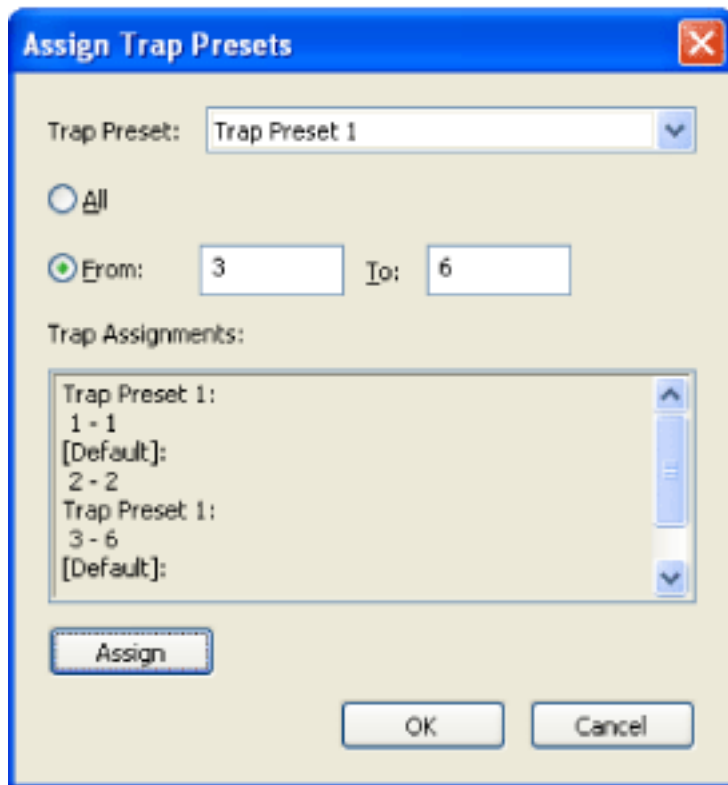 Assign Trap Presets
Trap Preset: Trap Preset 1
All
From: 3 To: 6
Trap Assignments:
Trap Preset 1:
1 - 1
[Default]:
2 - 2
Trap Preset 1:
3 - 6
[Default]:
Assign
OK Cancel